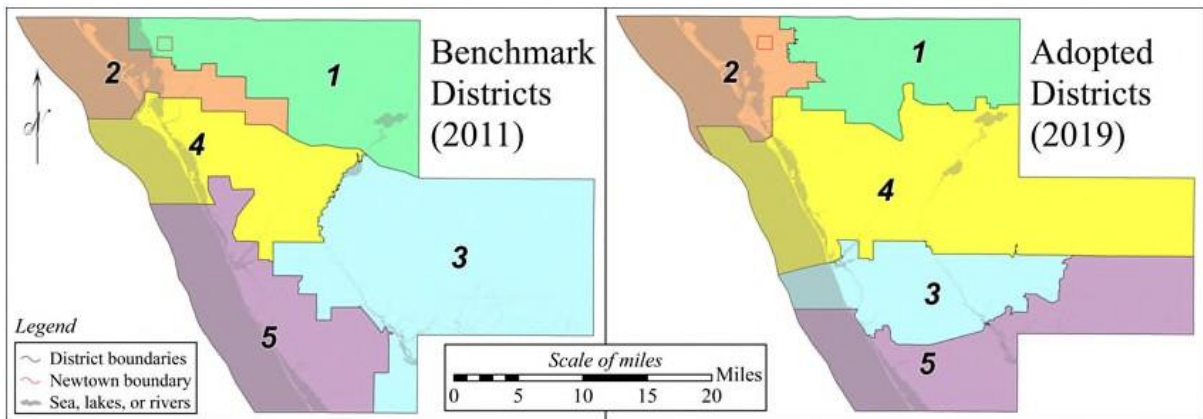 Benchmark
Districts
(2011)
1
2
3
4
5
Legend
District boundaries
Newtown boundary
Sea, lakes, or rivers
Scale of miles
0 5 10 15 20 Miles
Adopted
Districts
(2019)
1
2
4
3
5